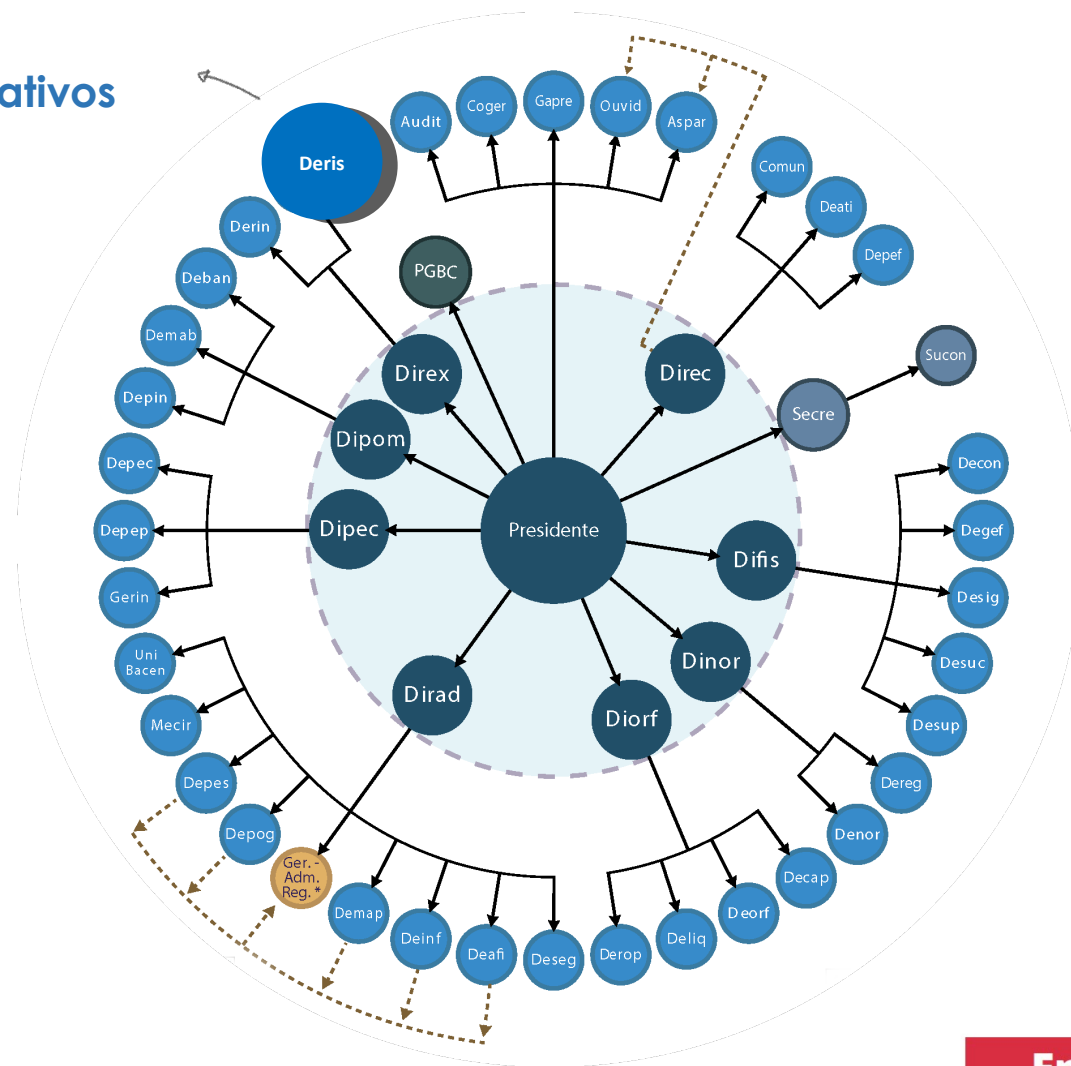 ativos
Deris
Audit
Coger
Gapre
Ouvid
Aspar
Comun
Deati
Depef
Derin
Deban
Demab
Depin
PGBC
Direx
Direc
Secre
Sucon
Dipom
Dipec
Presidente
Difis
Dinor
Diorf
Dirad
Depec
Depep
Gerin
Uni
Bacen
Mecir
Depes
Depog
Ger. -
Adm.
Reg. *
Demap
Deinf
Deafi
Deseg
Derop
Deliq
Deorf
Decap
Denor
Dereg
Desup
Desuc
Desig
Degef
Decon